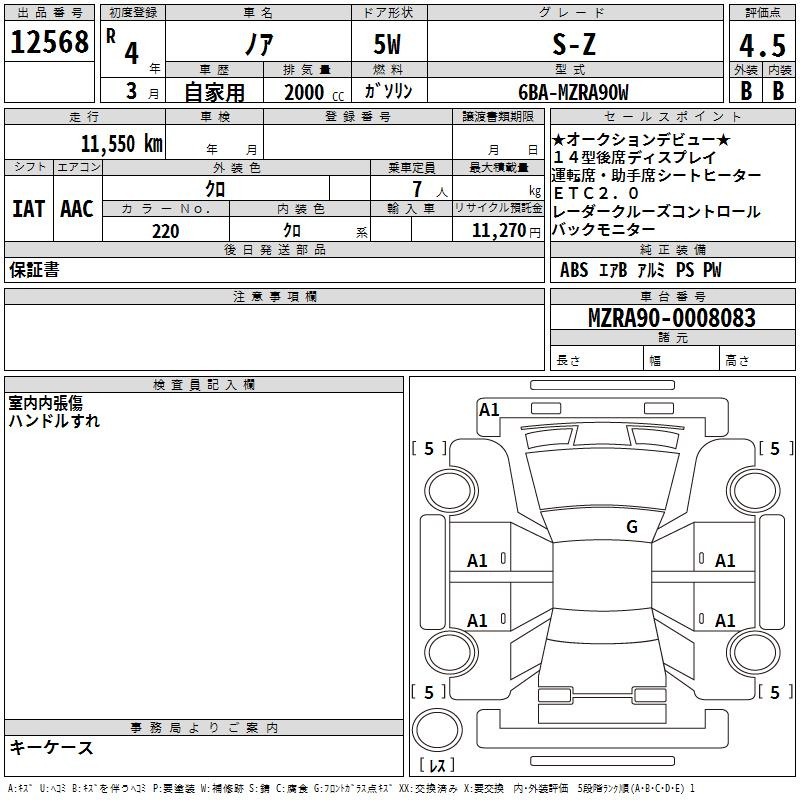 出品番号 初度登録 車名 ドア形状 グレード 評価点
12568 R 4 年 ノア 5W S-Z 4.5
車歴 排気量 燃料 型式 外装 内装
3 月 自家用 2000 CC ガソリン 6BA-MZRA90W B B
走行 車検 登録番号 譲渡書類期限
11,550 km 年 月 月 日
シフト エアコン 外装色 乗車定員 最大積載量
IAT AAC クロ 7 人 kg
カラーNo. 内装色 輸入車 リサイクル預託金
220 クロ 系 11,270 円
後日発送部品
保証書
セールスポイント
★オークションデビュー★
14型後席ディスプレイ
運転席・助手席シートヒーター
ETC2.0
レーダークルーズコントロール
バックモニター
純正装備
ABS エアB アルミ PS PW
注意事項欄
車台番号
MZRA90-0008083
諸元
長さ 幅 高さ
検査員記入欄
室内内張傷
ハンドルすれ
A1
[ 5 ] [ 5 ]
G
A1 A1
A1 A1
[ 5 ] [ 5 ]
[ レス ]
事務局よりご案内
キーケース
A:キズ U:ヘコミ B:キズを伴うヘコミ P:要塗装 W:補修跡 S:錆 C:腐食 G:フロントガラス点キズ XX:交換済み X:要交換 内・外装評価 5段階ランク順(A・B・C・D・E) 1